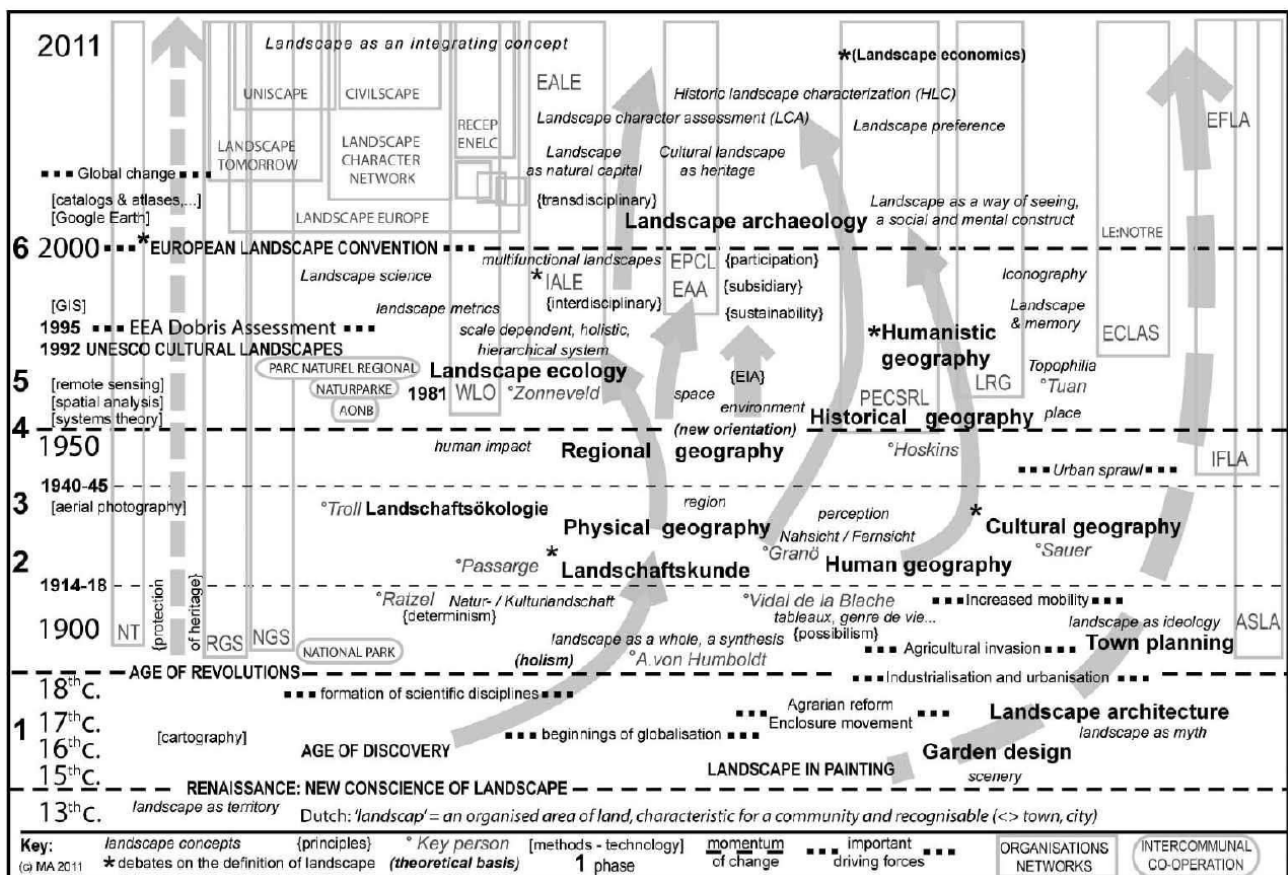 2011
Landscape as an integrating concept
*(Landscape economics)
EALE
UNISCAPE
CIVILSCAPE
Historic landscape characterization (HLC)
Landscape character assessment (LCA)
Landscape preference
EFLA
RECEP
ENELC
LANDSCAPE
TOMORROW
LANDSCAPE
CHARACTER
NETWORK
Landscape
as natural capital
Cultural landscape
as heritage
Global change
[catalogs & atlases,...]
[Google Earth]
{transdisciplinary}
Landscape as a way of seeing,
a social and mental construct
LANDSCAPE EUROPE
Landscape archaeology
LE:NOTRE
6
2000
*EUROPEAN LANDSCAPE CONVENTION
multifunctional landscapes
EPCL
{participation}
Landscape science
*IALE
EAA
{subsidiary}
Iconography
[GIS]
landscape metrics
{interdisciplinary}
{sustainability}
Landscape
& memory
1995
EEA Dobris Assessment
scale dependent, holistic,
hierarchical system
*Humanistic
geography
ECLAS
1992 UNESCO CULTURAL LANDSCAPES
PARC NATUREL REGIONAL
Landscape ecology
{EIA}
Topophilia
5
[remote sensing]
[spatial analysis]
[systems theory]
NATURPARKE
AONB
1981
WLO
°Zonneveld
space
environment
PECSRL
LRG
°Tuan
Historical geography
place
4
(new orientation)
1950
human impact
Regional geography
°Hoskins
IFLA
Urban sprawl
1940-45
3
[aerial photography]
°Troll Landschaftsökologie
region
perception
Physical geography
Nahsicht / Fernsicht
*Cultural geography
2
°Passarge
*Landschaftskunde
°Granö
Human geography
°Sauer
1914-18
{protection
of heritage}
°Ratzel
Natur- / Kulturlandschaft
{determinism}
°Vidal de la Blache
Increased mobility
tableaux, genre de vie...
{possibilism}
landscape as ideology
1900
NT
RGS
NGS
NATIONAL PARK
landscape as a whole, a synthesis
Agricultural invasion
Town planning
ASLA
(holism)
°A.von Humboldt
AGE OF REVOLUTIONS
Industrialisation and urbanisation
18th c.
formation of scientific disciplines
1
17th c.
Agrarian reform
Enclosure movement
Landscape architecture
landscape as myth
[cartography]
beginnings of globalisation
16th c.
AGE OF DISCOVERY
Garden design
15th c.
LANDSCAPE IN PAINTING
scenery
RENAISSANCE: NEW CONSCIENCE OF LANDSCAPE
13th c.
landscape as territory
Dutch: 'landscap' = an organised area of land, characteristic for a community and recognisable (<> town, city)
Key:
landscape concepts
{principles}
° Key person
[methods - technology]
momentum
of change
important
driving forces
ORGANISATIONS
NETWORKS
INTERCOMMUNAL
CO-OPERATION
(c) MA 2011
* debates on the definition of landscape
(theoretical basis)
1 phase